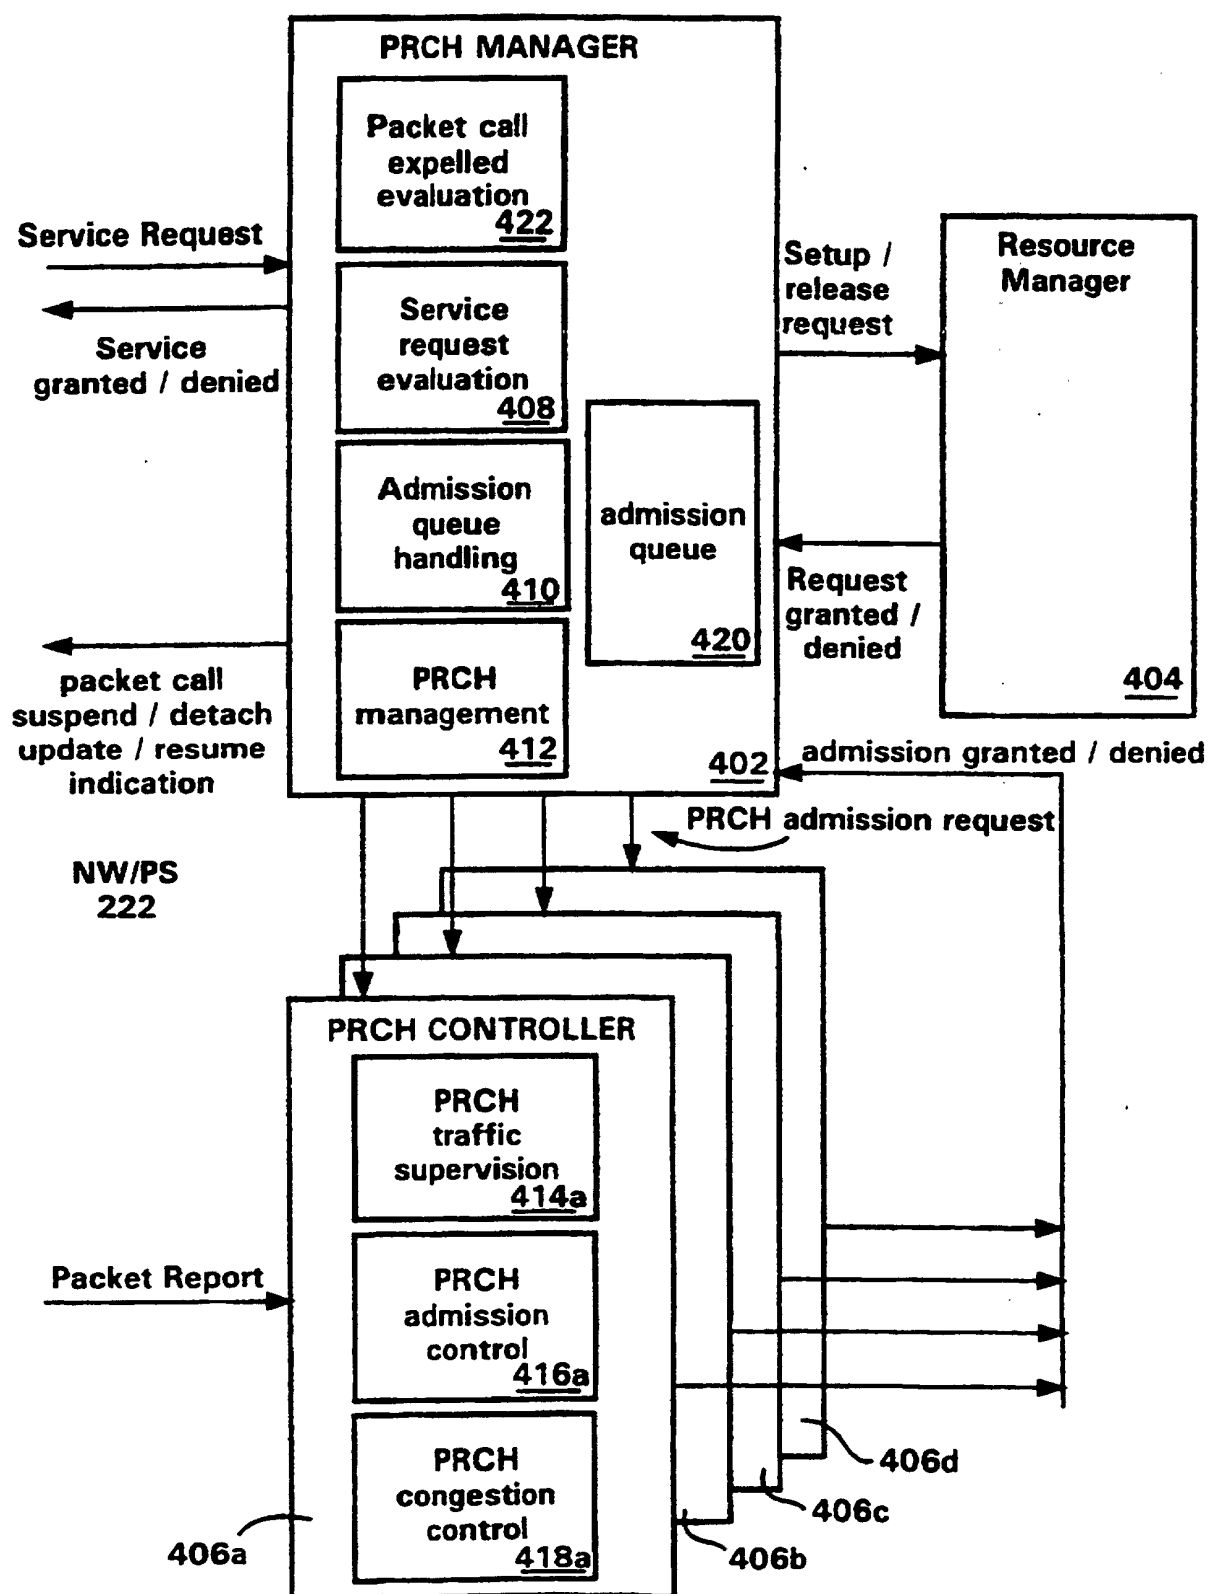 PRCH MANAGER
Packet call
expelled
evaluation
422
Service Request
Service
granted / denied
Service
request
evaluation
408
Setup /
release
request
Resource
Manager
Admission
queue
handling
410
admission
queue
420
Request
granted /
denied
404
packet call
suspend / detach
update / resume
indication
PRCH
management
412
402
admission granted / denied
PRCH admission request
NW/PS
222
PRCH CONTROLLER
PRCH
traffic
supervision
414a
Packet Report
PRCH
admission
control
416a
PRCH
congestion
control
418a
406a
406b
406c
406d